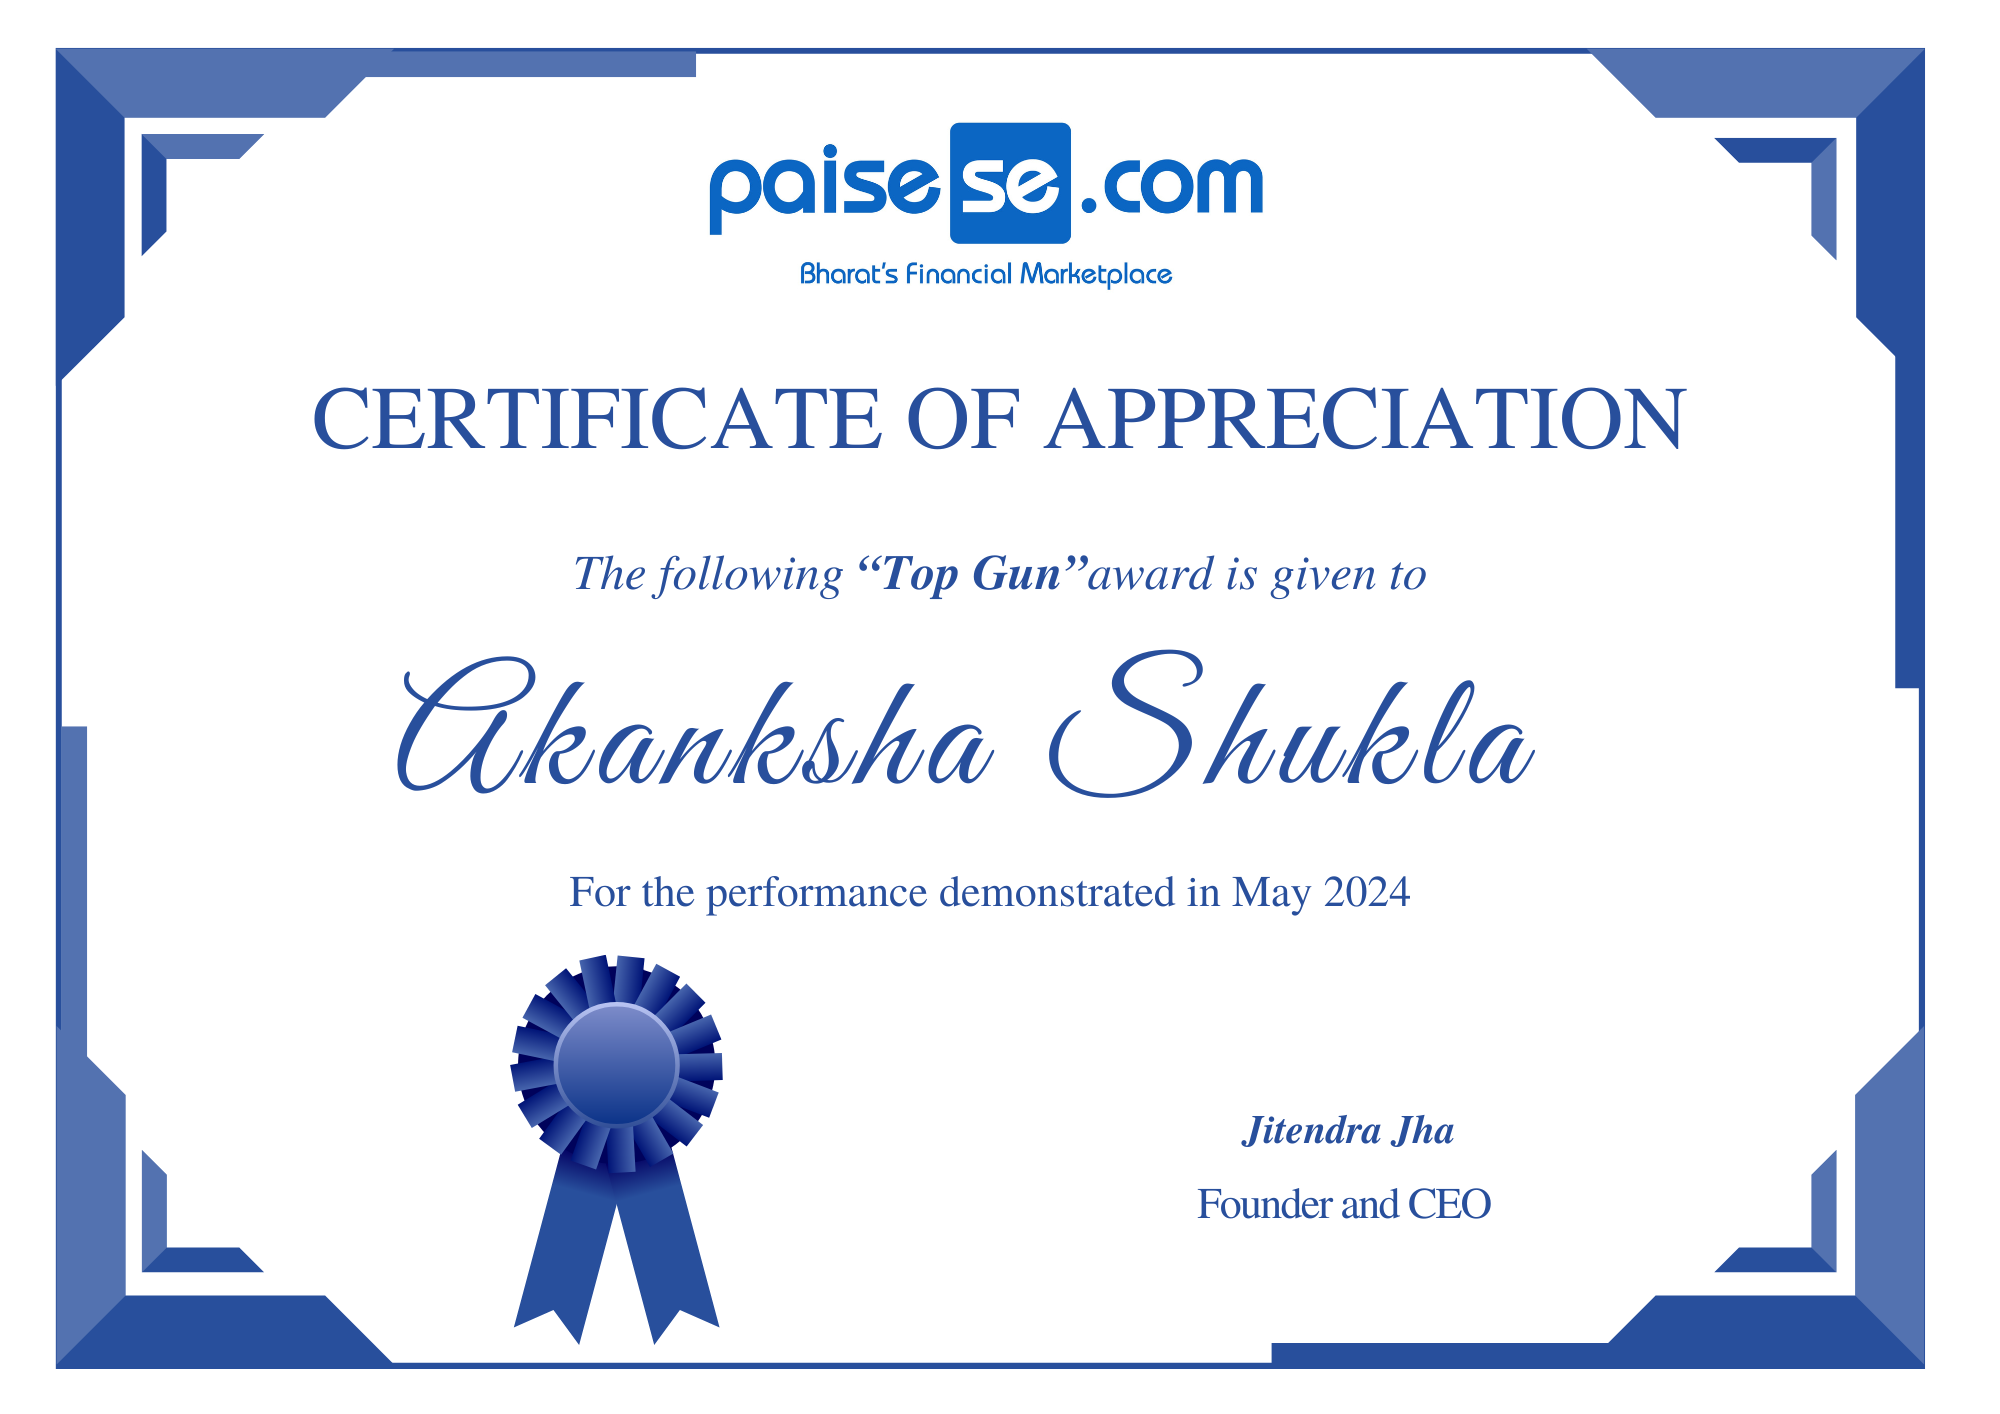 paisese.com
Bharat's Financial Marketplace
CERTIFICATE OF APPRECIATION
The following “Top Gun”award is given to
Akanksha Shukla
For the performance demonstrated in May 2024
Jitendra Jha
Founder and CEO